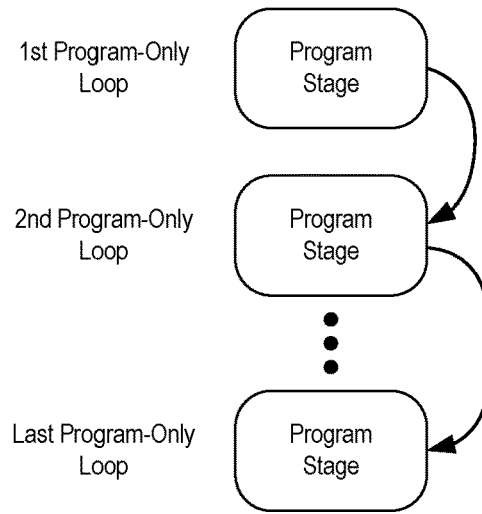 1st Program-Only
Loop
Program
Stage
2nd Program-Only
Loop
Program
Stage
Last Program-Only
Loop
Program
Stage